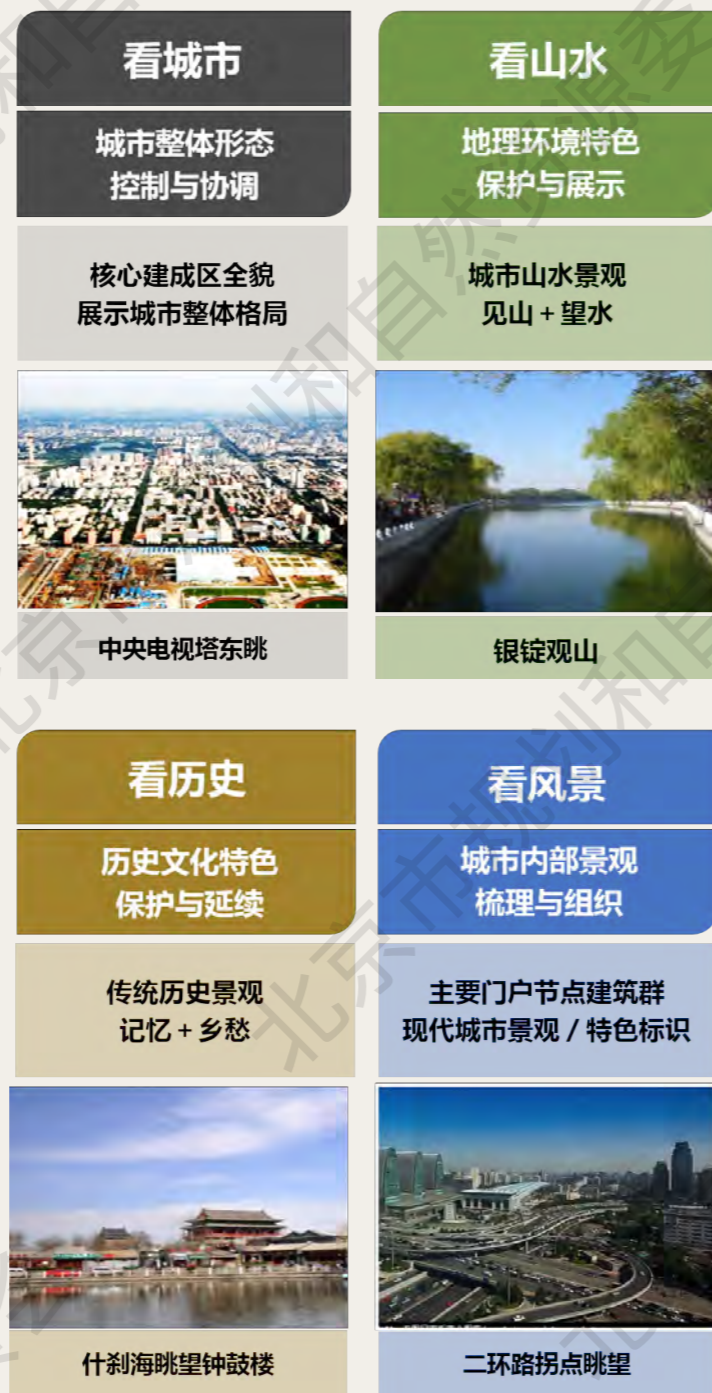 看城市
城市整体形态
控制与协调
核心建成区全貌
展示城市整体格局
中央电视塔东眺
看山水
地理环境特色
保护与展示
城市山水景观
见山+望水
银锭观山
看历史
历史文化特色
保护与延续
传统历史景观
记忆+乡愁
什刹海眺望钟鼓楼
看风景
城市内部景观
梳理与组织
主要门户节点建筑群
现代城市景观 / 特色标识
二环路拐点眺望